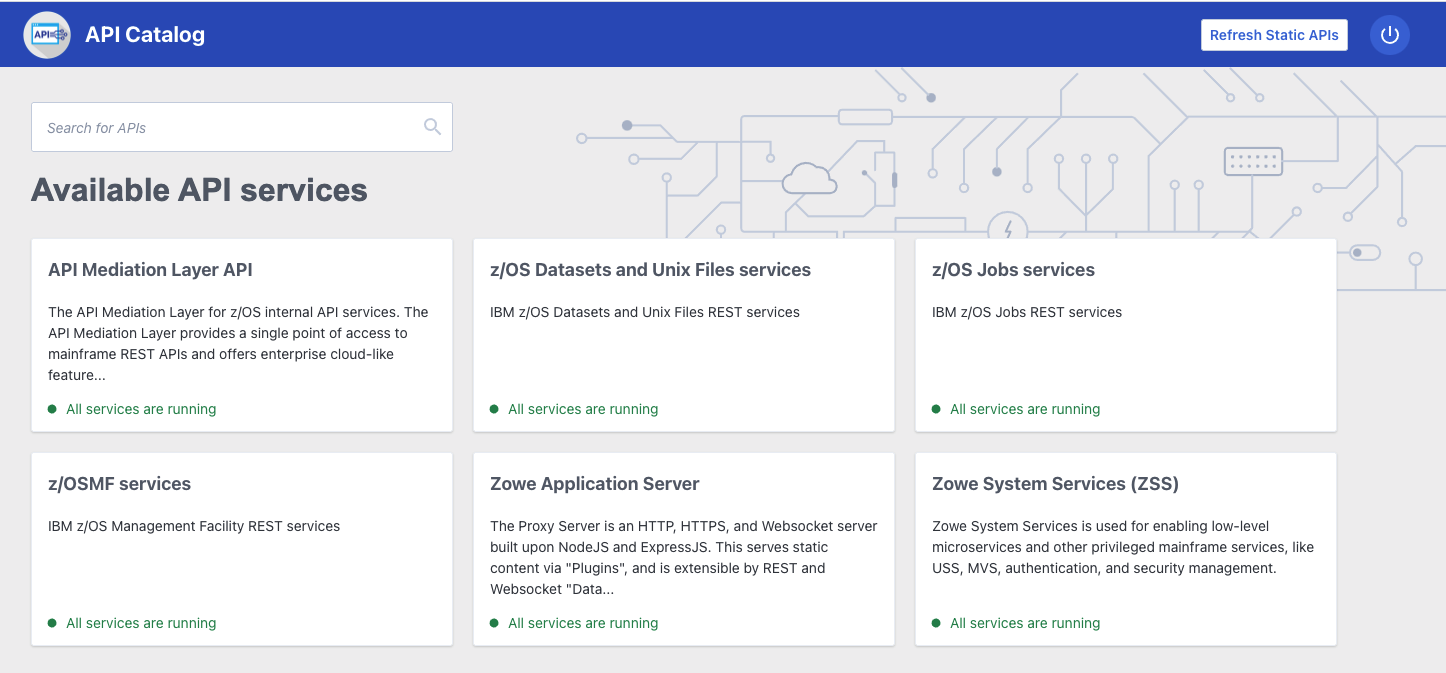 API
API Catalog
Refresh Static APIs
Search for APIs
Available API services
API Mediation Layer API
The API Mediation Layer for z/OS internal API services. The
API Mediation Layer provides a single point of access to
mainframe REST APIs and offers enterprise cloud-like
feature...
All services are running
z/OS Datasets and Unix Files services
IBM z/OS Datasets and Unix Files REST services
All services are running
z/OS Jobs services
IBM z/OS Jobs REST services
All services are running
z/OSMF services
IBM z/OS Management Facility REST services
All services are running
Zowe Application Server
The Proxy Server is an HTTP, HTTPS, and Websocket server
built upon NodeJS and ExpressJS. This serves static
content via "Plugins", and is extensible by REST and
Websocket "Data...
All services are running
Zowe System Services (ZSS)
Zowe System Services is used for enabling low-level
microservices and other privileged mainframe services, like
USS, MVS, authentication, and security management.
All services are running